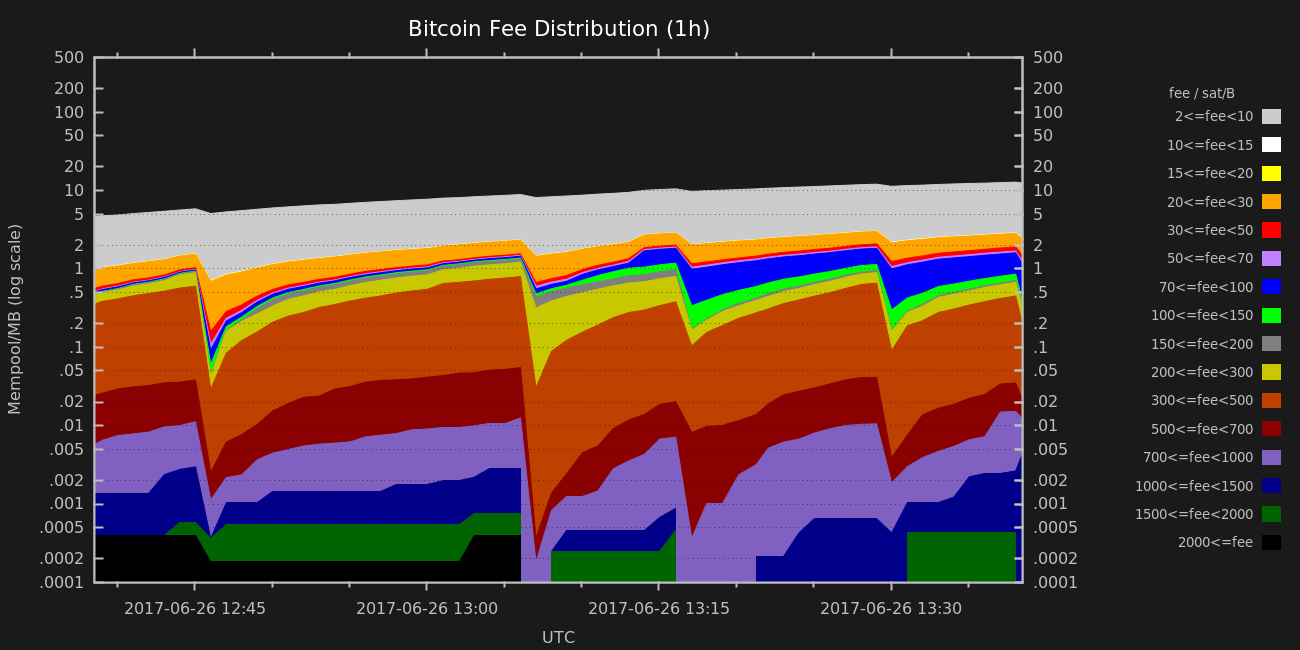 Bitcoin Fee Distribution (1h)
500
200
100
50
20
10
5
2
1
.5
.2
.1
.05
.02
.01
.005
.002
.001
.0005
.0002
.0001
Mempool/MB (log scale)
500
200
100
50
20
10
5
2
1
.5
.2
.1
.05
.02
.01
.005
.002
.001
.0005
.0002
.0001
2017-06-26 12:45
2017-06-26 13:00
2017-06-26 13:15
2017-06-26 13:30
UTC
fee / sat/B
2<=fee<10
10<=fee<15
15<=fee<20
20<=fee<30
30<=fee<50
50<=fee<70
70<=fee<100
100<=fee<150
150<=fee<200
200<=fee<300
300<=fee<500
500<=fee<700
700<=fee<1000
1000<=fee<1500
1500<=fee<2000
2000<=fee